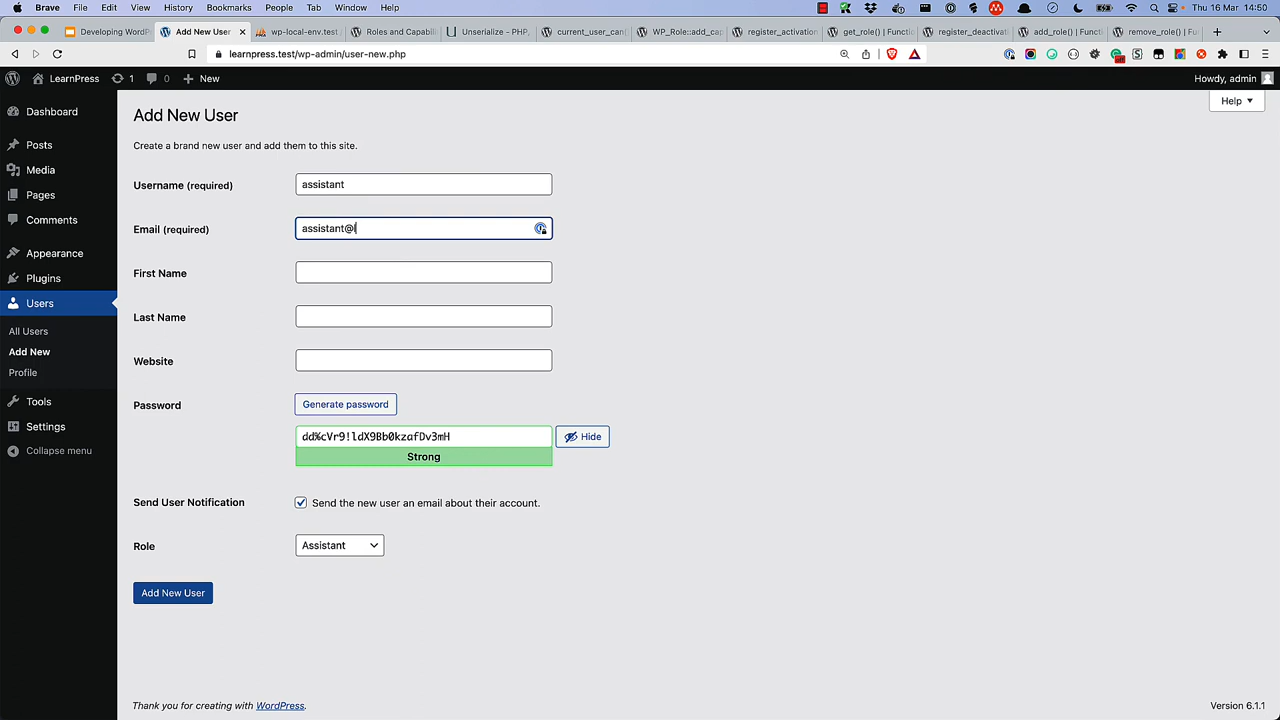 Brave File Edit View History Bookmarks People Tab Window Help Thu 16 Mar 14:50
Developing WordP Add New User wp-local-env.test Roles and Capabili Unserialize - PHP, current_user_can( WP_Role::add_cap register_activation get_role() | Function register_deactivat add_role() | Functi remove_role() | Fu
learnpress.test/wp-admin/user-new.php
LearnPress 1 0 New Howdy, admin
Help
Dashboard
Posts
Media
Pages
Comments
Appearance
Plugins
Users
All Users
Add New
Profile
Tools
Settings
Collapse menu
Add New User
Create a brand new user and add them to this site.
Username (required) assistant
Email (required) assistant@l
First Name
Last Name
Website
Password Generate password
dd%cVr9!ldX9Bb0kzafDv3mH Hide
Strong
Send User Notification Send the new user an email about their account.
Role Assistant
Add New User
Thank you for creating with WordPress. Version 6.1.1